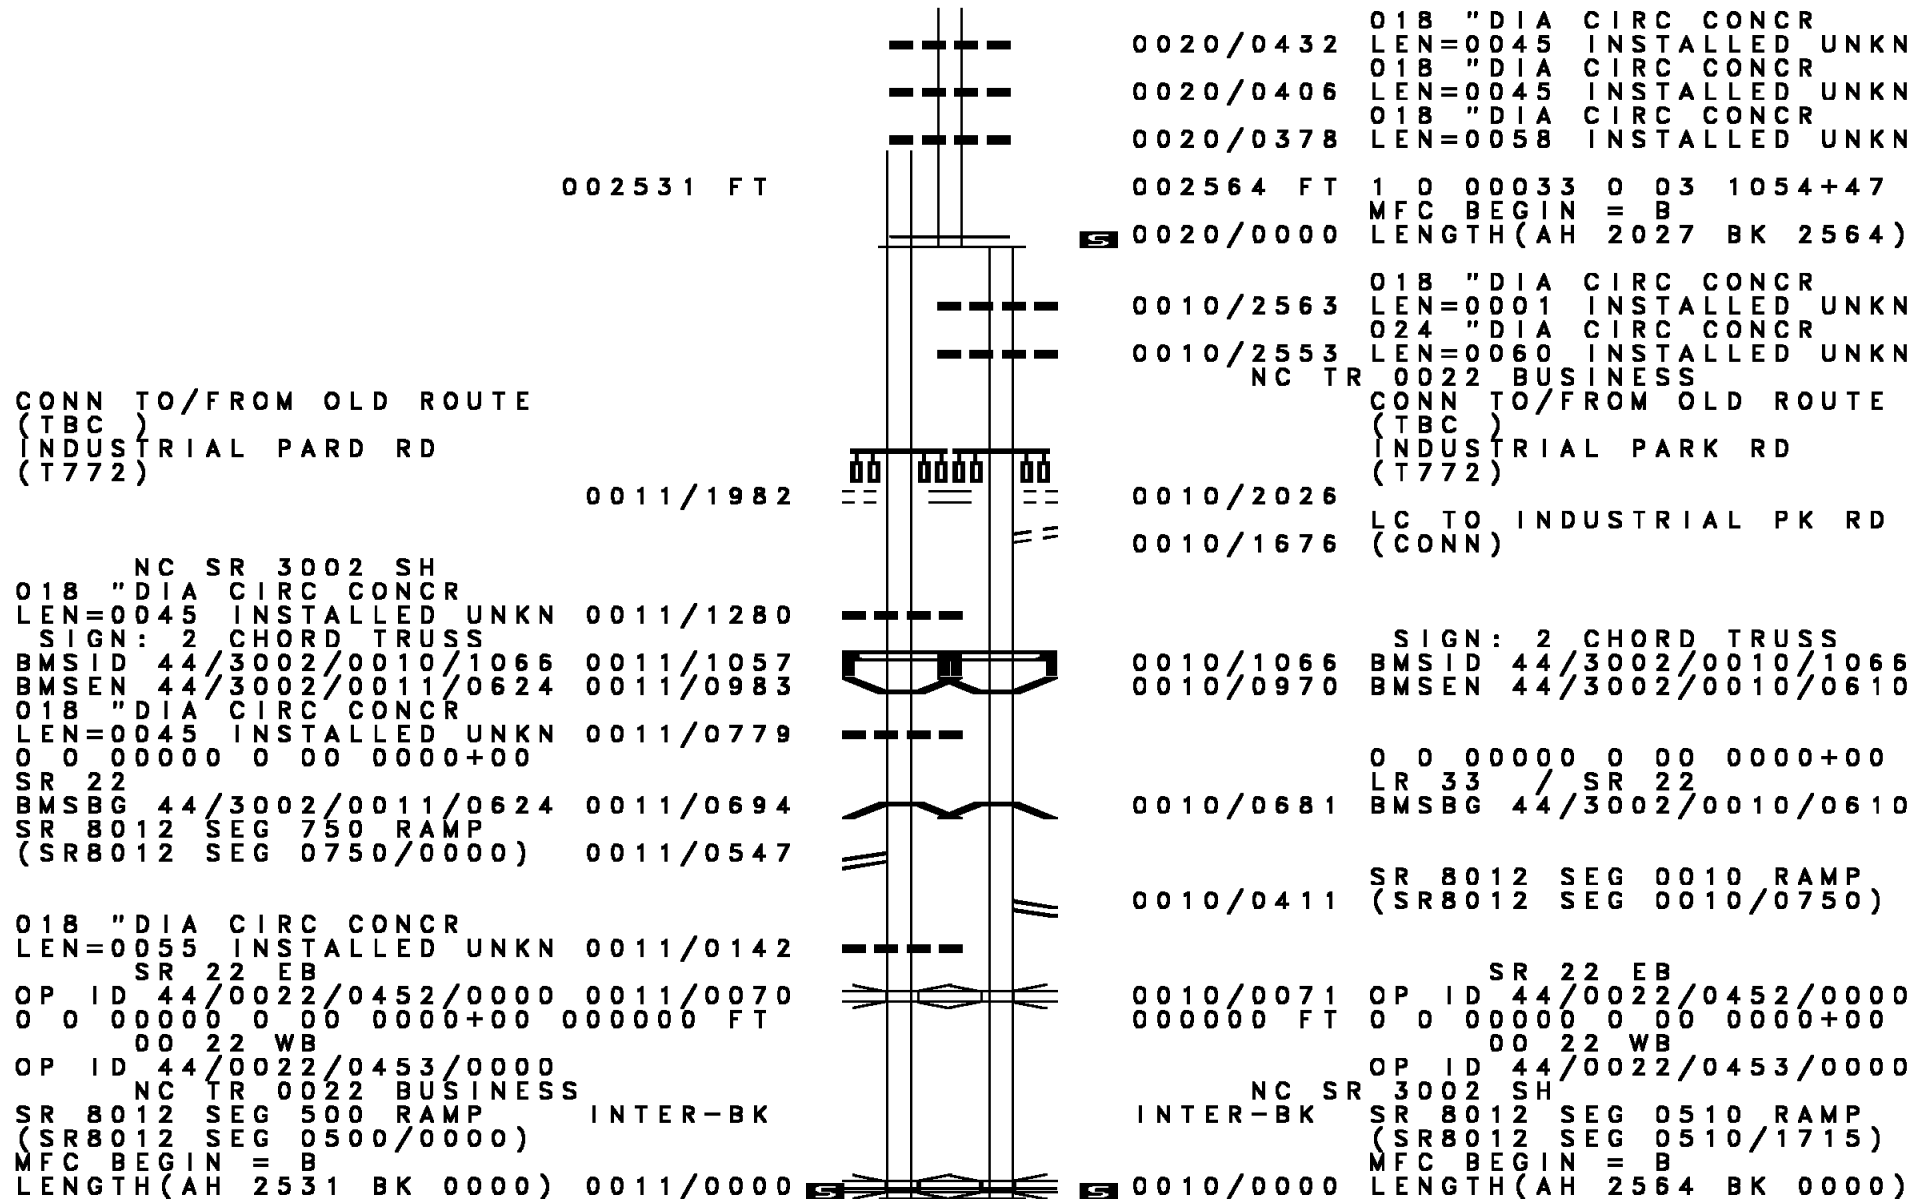 018 "DIA CIRC CONCR
0020/0432 LEN=0045 INSTALLED UNKN
018 "DIA CIRC CONCR
0020/0406 LEN=0045 INSTALLED UNKN
018 "DIA CIRC CONCR
0020/0378 LEN=0058 INSTALLED UNKN
002531 FT 002564 FT 1 0 00033 0 03 1054+47
MFC BEGIN = B
S 0020/0000 LENGTH(AH 2027 BK 2564)
018 "DIA CIRC CONCR
0010/2563 LEN=0001 INSTALLED UNKN
024 "DIA CIRC CONCR
0010/2553 LEN=0060 INSTALLED UNKN
NC TR 0022 BUSINESS
CONN TO/FROM OLD ROUTE CONN TO/FROM OLD ROUTE
(TBC ) (TBC )
INDUSTRIAL PARD RD INDUSTRIAL PARK RD
(T772) (T772)
0011/1982 0010/2026
LC TO INDUSTRIAL PK RD
0010/1676 (CONN)
NC SR 3002 SH
018 "DIA CIRC CONCR
LEN=0045 INSTALLED UNKN 0011/1280
SIGN: 2 CHORD TRUSS SIGN: 2 CHORD TRUSS
BMSID 44/3002/0010/1066 0011/1057 0010/1066 BMSID 44/3002/0010/1066
BMSEN 44/3002/0011/0624 0011/0983 0010/0970 BMSEN 44/3002/0010/0610
018 "DIA CIRC CONCR
LEN=0045 INSTALLED UNKN 0011/0779
0 0 00000 0 00 0000+00 0 0 00000 0 00 0000+00
SR 22 LR 33 / SR 22
BMSBG 44/3002/0011/0624 0011/0694 0010/0681 BMSBG 44/3002/0010/0610
SR 8012 SEG 750 RAMP
(SR8012 SEG 0750/0000) 0011/0547
SR 8012 SEG 0010 RAMP
0010/0411 (SR8012 SEG 0010/0750)
018 "DIA CIRC CONCR
LEN=0055 INSTALLED UNKN 0011/0142
SR 22 EB SR 22 EB
OP ID 44/0022/0452/0000 0011/0070 0010/0071 OP ID 44/0022/0452/0000
0 0 00000 0 00 0000+00 000000 FT 000000 FT 0 0 00000 0 00 0000+00
00 22 WB 00 22 WB
OP ID 44/0022/0453/0000 OP ID 44/0022/0453/0000
NC TR 0022 BUSINESS NC SR 3002 SH
SR 8012 SEG 500 RAMP INTER-BK INTER-BK SR 8012 SEG 0510 RAMP
(SR8012 SEG 0500/0000) (SR8012 SEG 0510/1715)
MFC BEGIN = B MFC BEGIN = B
LENGTH(AH 2531 BK 0000) 0011/0000 S S 0010/0000 LENGTH(AH 2564 BK 0000)